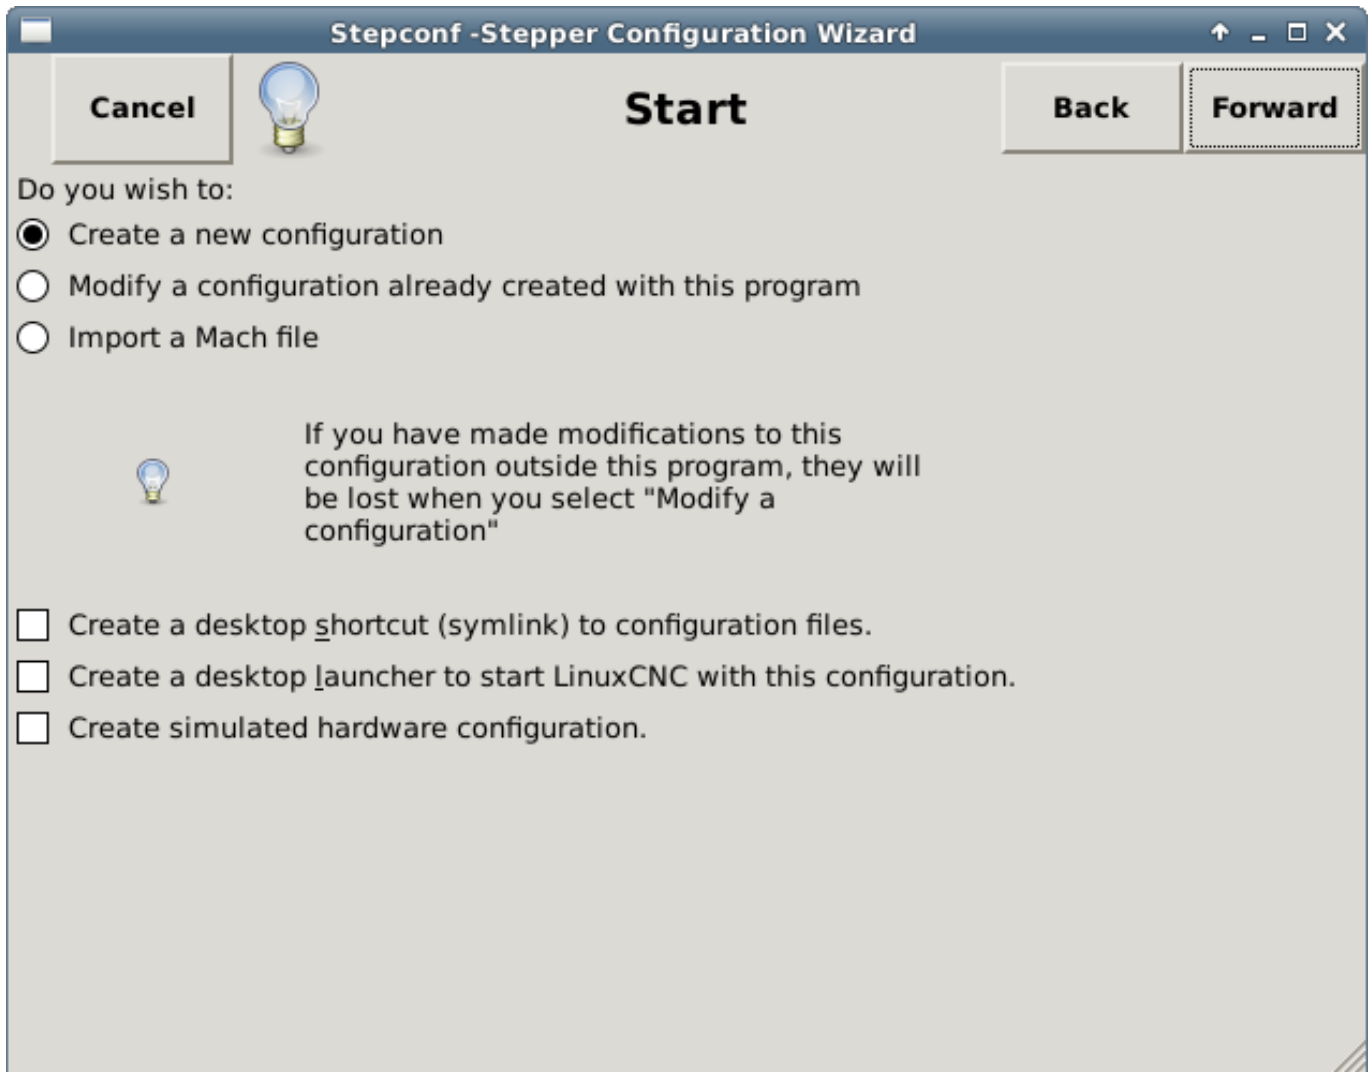 Stepconf -Stepper Configuration Wizard
Cancel
Start
Back
Forward
Do you wish to:
Create a new configuration
Modify a configuration already created with this program
Import a Mach file
If you have made modifications to this
configuration outside this program, they will
be lost when you select "Modify a
configuration"
Create a desktop shortcut (symlink) to configuration files.
Create a desktop launcher to start LinuxCNC with this configuration.
Create simulated hardware configuration.